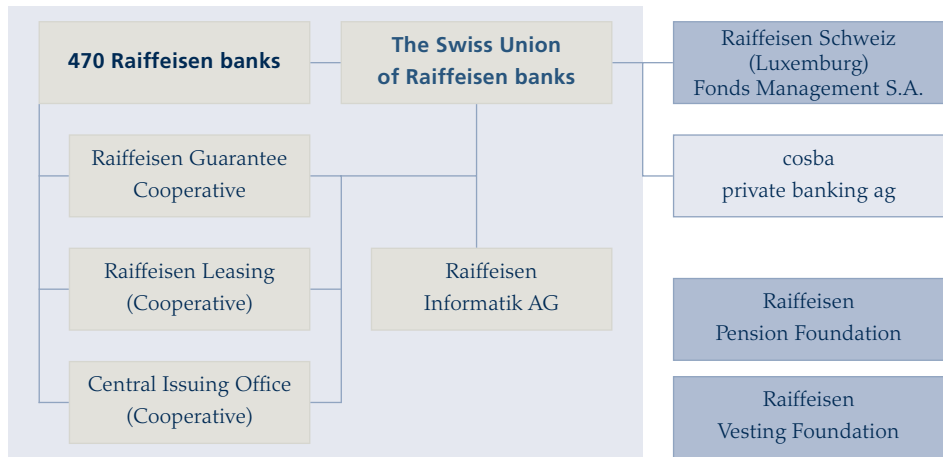 470 Raiffeisen banks
The Swiss Union
of Raiffeisen banks
Raiffeisen Schweiz
(Luxemburg)
Fonds Management S.A.
Raiffeisen Guarantee
Cooperative
cosba
private banking ag
Raiffeisen Leasing
(Cooperative)
Raiffeisen
Informatik AG
Raiffeisen
Pension Foundation
Central Issuing Office
(Cooperative)
Raiffeisen
Vesting Foundation